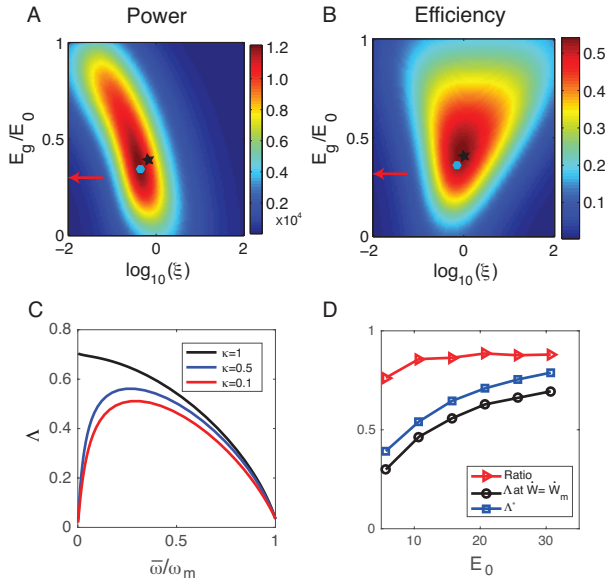 A Power
B Efficiency
E_g/E_0
1
0.5
0
-2 0 2
log_10(ξ)
1.2
1
0.8
0.6
0.4
0.2
x10^4
E_g/E_0
1
0.5
0
-2 0 2
log_10(ξ)
0.5
0.4
0.3
0.2
0.1
C
Λ
0.8
0.6
0.4
0.2
0
0 0.5 1
ω̄/ω_m
κ=1
κ=0.5
κ=0.1
D
1
0.5
0
10 20 30
E_0
Ratio
Λ at Ẇ= Ẇ_m
Λ*